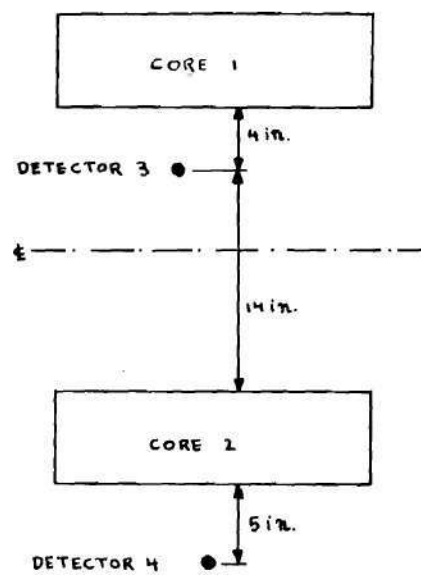 CORE 1
4 in.
DETECTOR 3
℄
14 in.
CORE 2
5 in.
DETECTOR 4